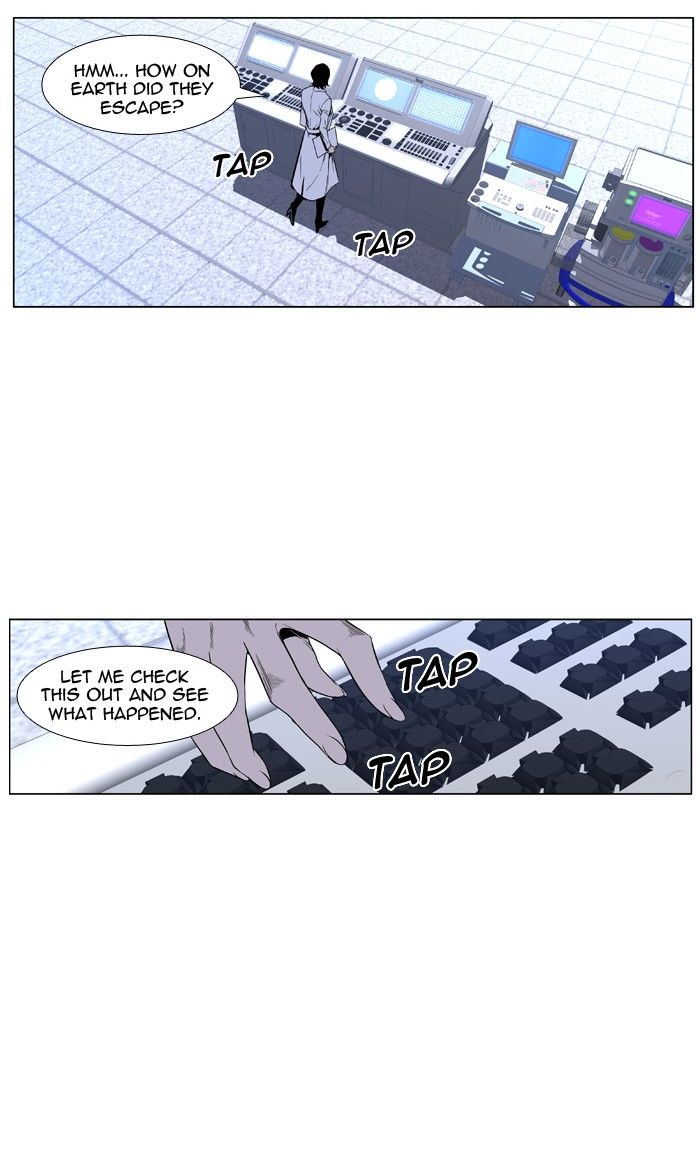 HMM... HOW ON
EARTH DID THEY
ESCAPE?
TAP
TAP
LET ME CHECK
THIS OUT AND SEE
WHAT HAPPENED.
TAP
TAP